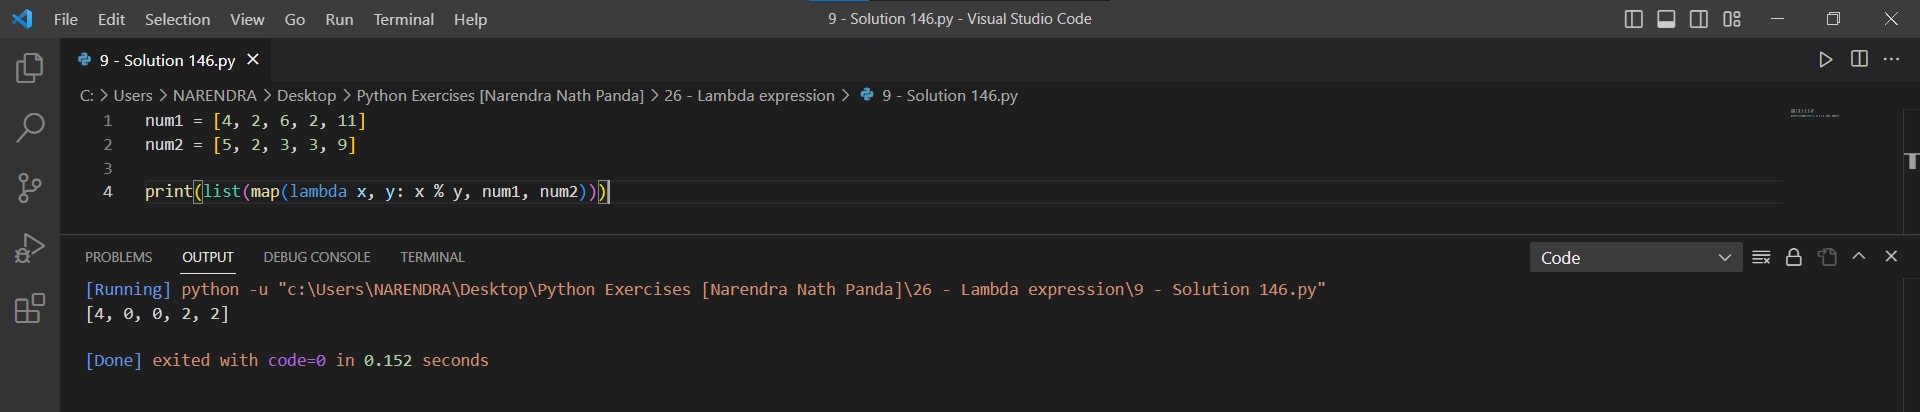 File Edit Selection View Go Run Terminal Help 9 - Solution 146.py - Visual Studio Code
9 - Solution 146.py
C: > Users > NARENDRA > Desktop > Python Exercises [Narendra Nath Panda] > 26 - Lambda expression > 9 - Solution 146.py
1 num1 = [4, 2, 6, 2, 11]
2 num2 = [5, 2, 3, 3, 9]
3
4 print(list(map(lambda x, y: x % y, num1, num2)))
PROBLEMS OUTPUT DEBUG CONSOLE TERMINAL Code
[Running] python -u "c:\Users\NARENDRA\Desktop\Python Exercises [Narendra Nath Panda]\26 - Lambda expression\9 - Solution 146.py"
[4, 0, 0, 2, 2]
[Done] exited with code=0 in 0.152 seconds